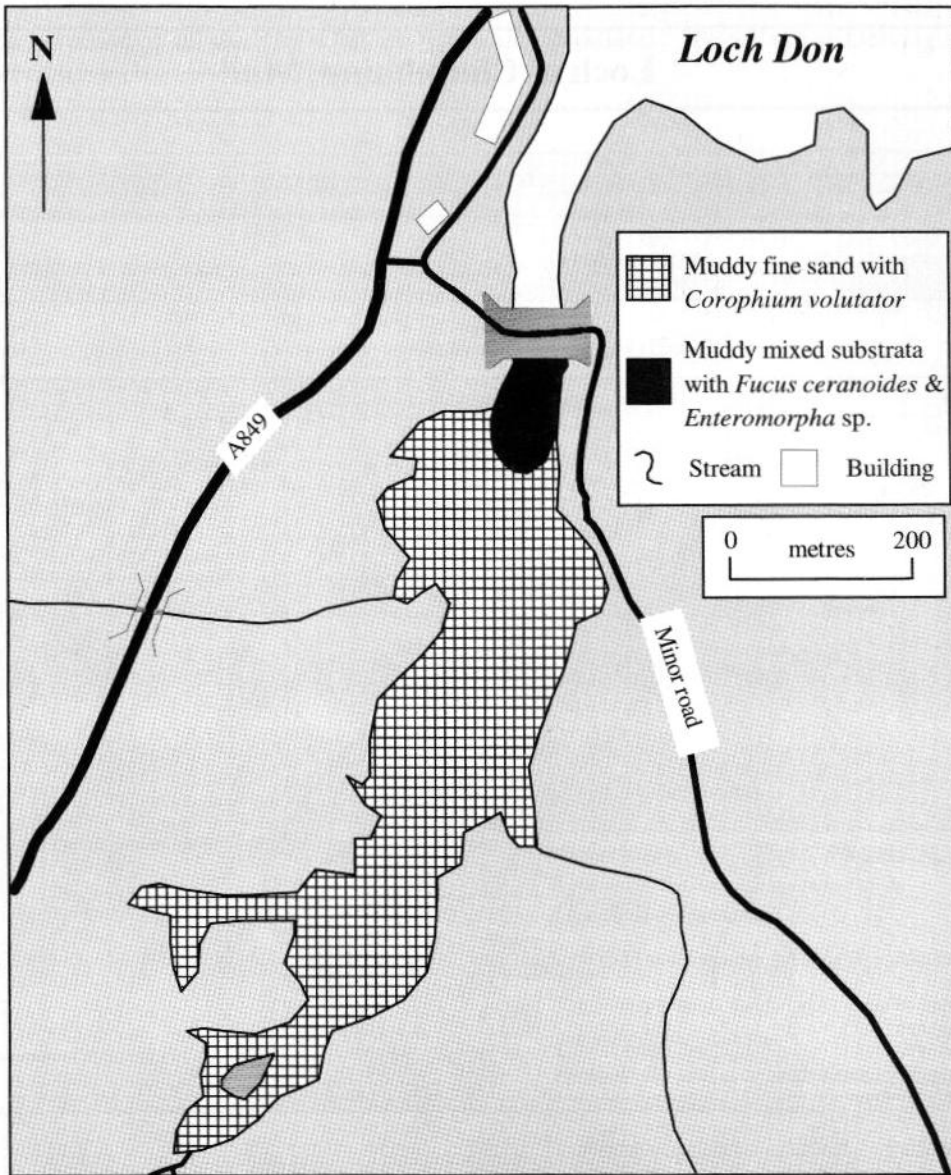 N
Loch Don
Muddy fine sand with
Corophium volutator
Muddy mixed substrata
with Fucus ceranoides &
Enteromorpha sp.
Stream Building
0 metres 200
A849
Minor road